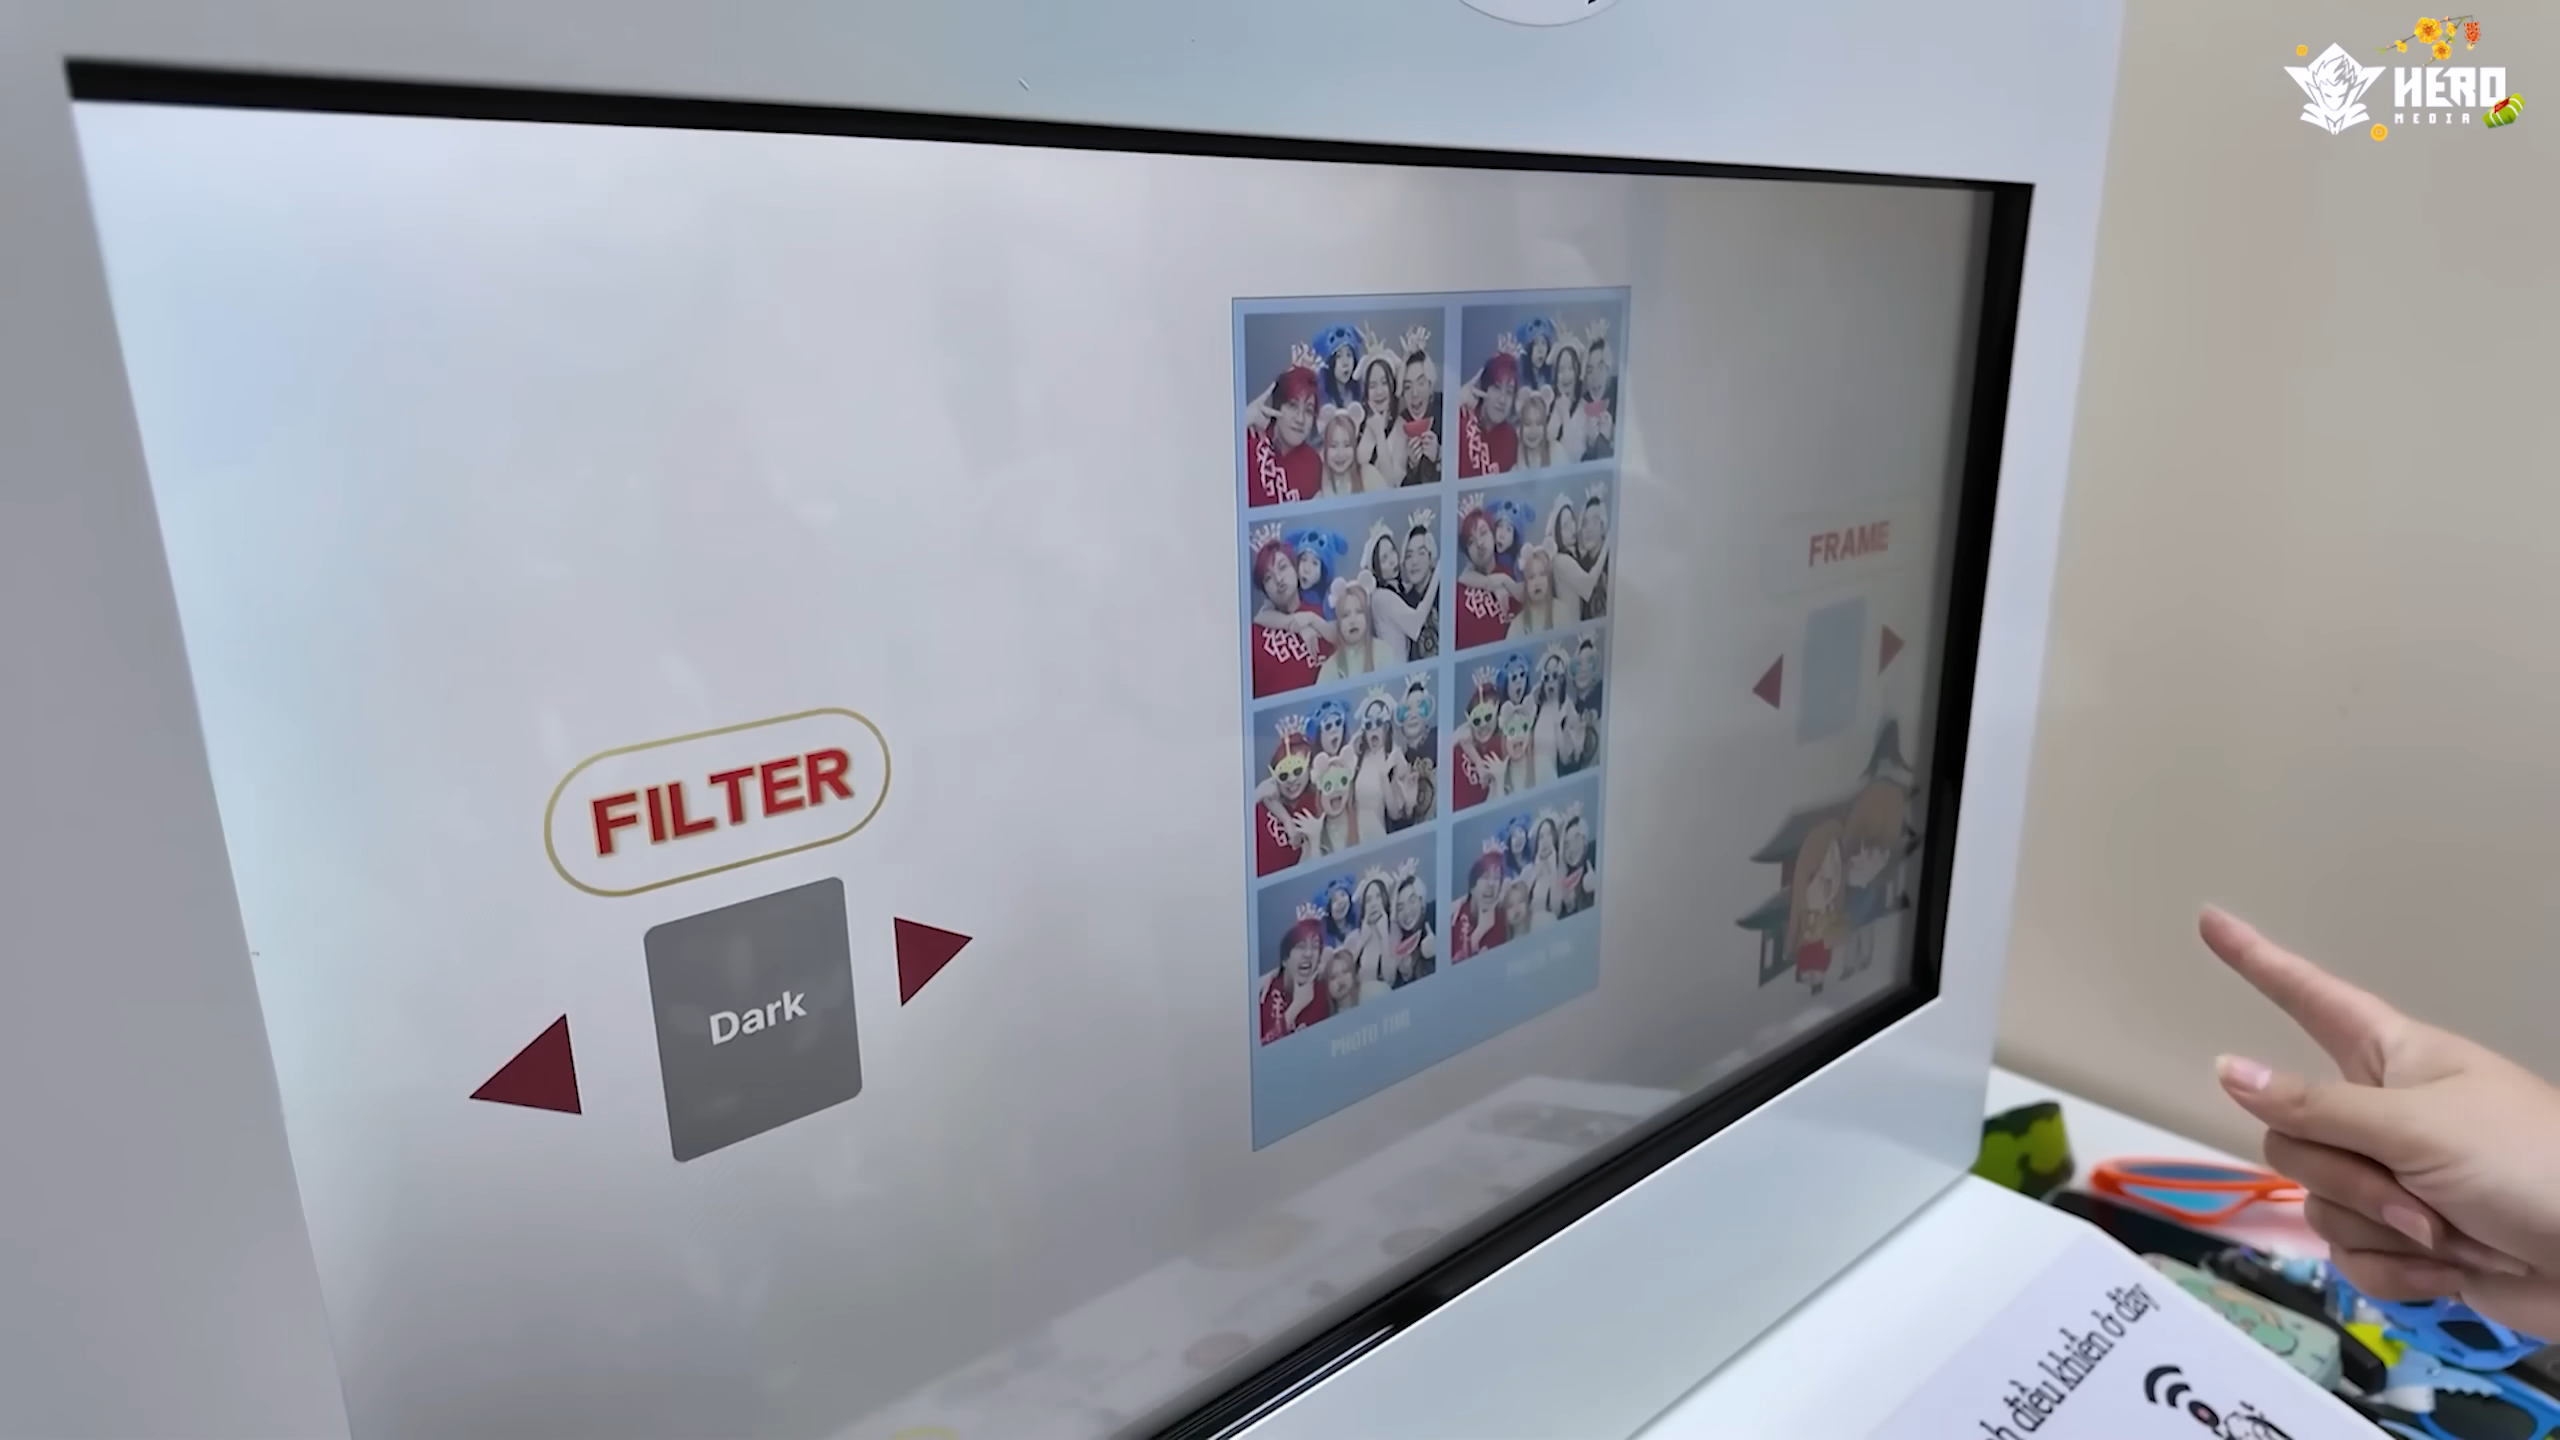 HERO
MEDIA
FRAME
FILTER
Dark
PHOTO TIME
điều khiển ở đây